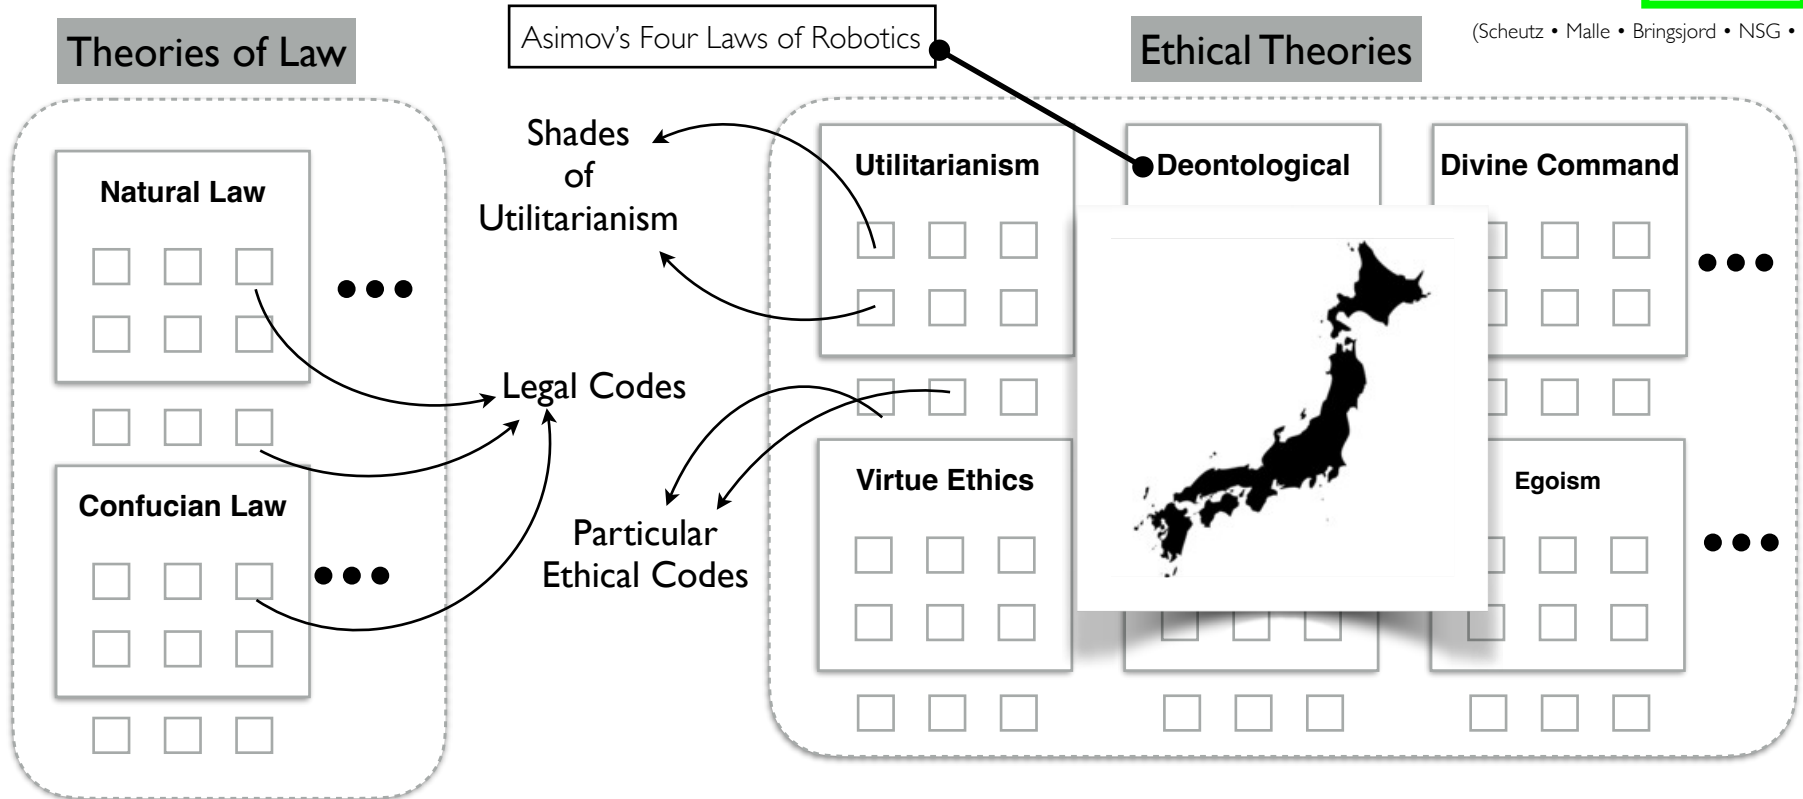 Theories of Law
Asimov's Four Laws of Robotics
Ethical Theories
(Scheutz • Malle • Bringsjord • NSG •
Natural Law
Shades
of
Utilitarianism
Utilitarianism
Deontological
Divine Command
Legal Codes
Confucian Law
Particular
Ethical Codes
Virtue Ethics
Egoism